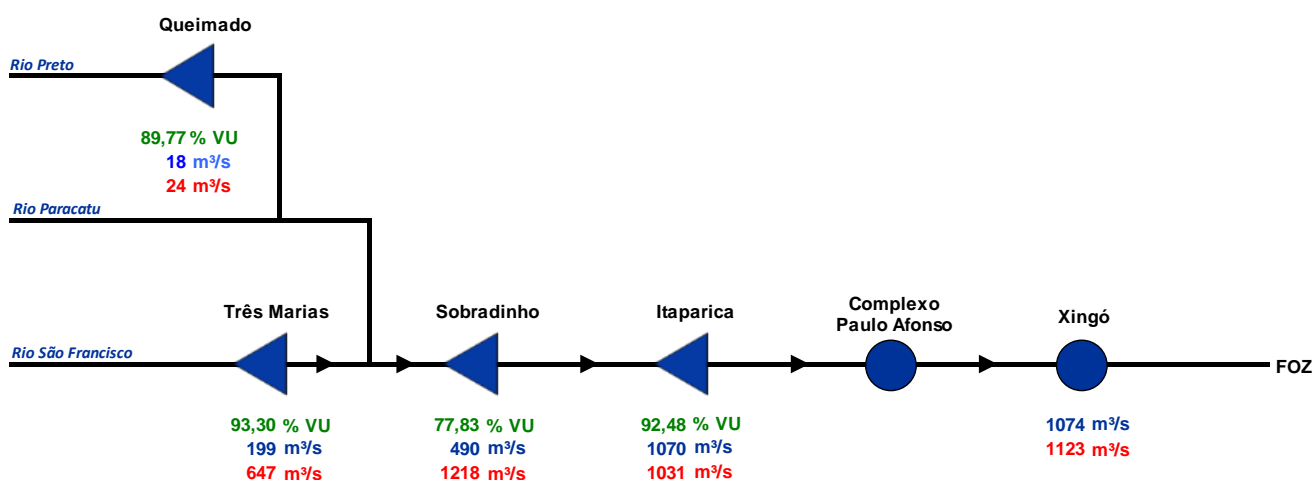 Queimado
Rio Preto
89,77 % VU
18 m³/s
24 m³/s
Rio Paracatu
Três Marias
Sobradinho
Itaparica
Complexo
Paulo Afonso
Xingó
Rio São Francisco
FOZ
93,30 % VU
199 m³/s
647 m³/s
77,83 % VU
490 m³/s
1218 m³/s
92,48 % VU
1070 m³/s
1031 m³/s
1074 m³/s
1123 m³/s